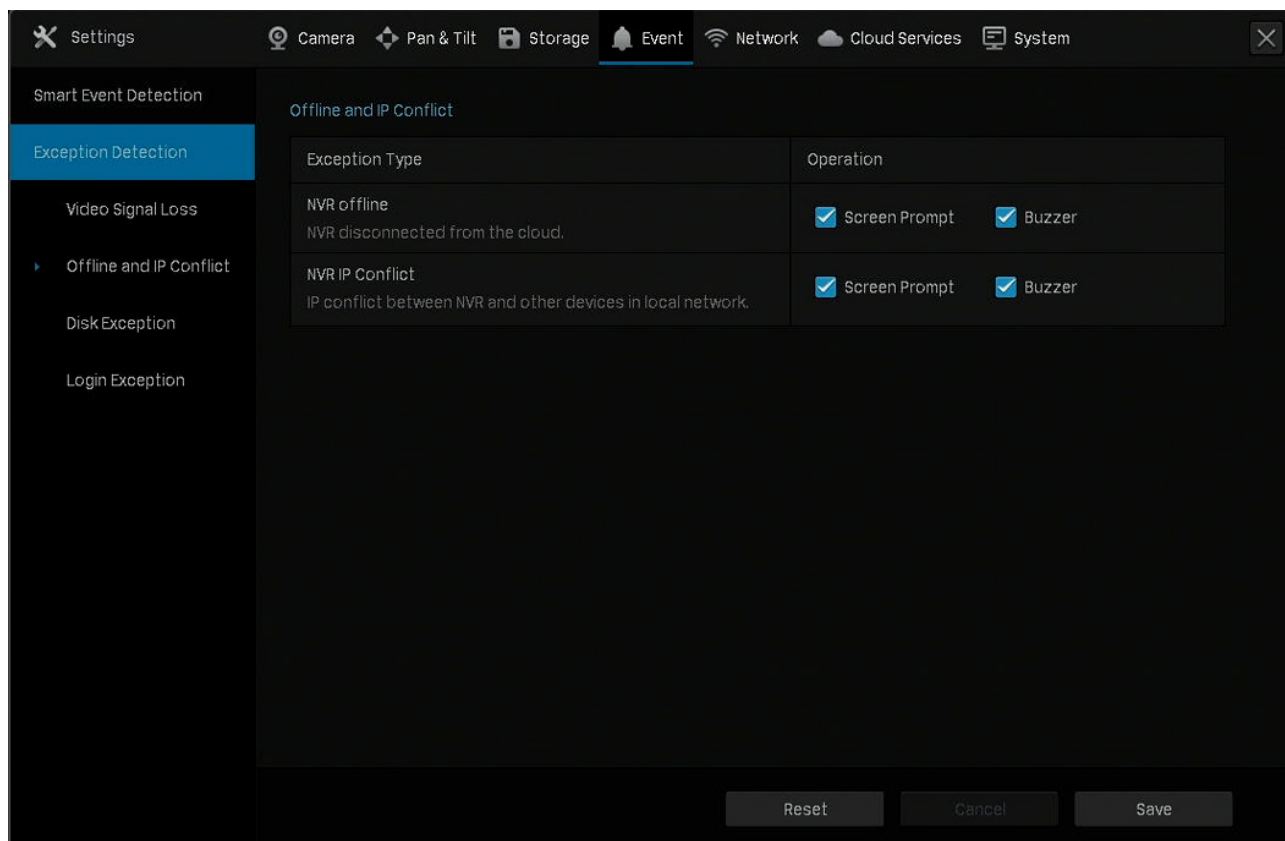 Settings
Camera
Pan & Tilt
Storage
Event
Network
Cloud Services
System
Smart Event Detection
Exception Detection
Video Signal Loss
Offline and IP Conflict
Disk Exception
Login Exception
Offline and IP Conflict
Exception Type
Operation
NVR offline
NVR disconnected from the cloud.
Screen Prompt
Buzzer
NVR IP Conflict
IP conflict between NVR and other devices in local network.
Screen Prompt
Buzzer
Reset
Cancel
Save